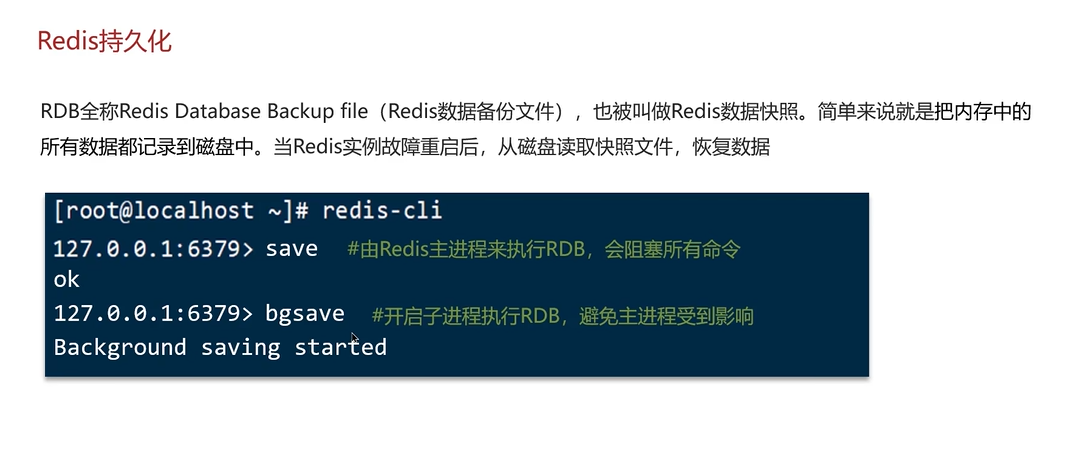 Redis持久化
RDB全称Redis Database Backup file（Redis数据备份文件），也被叫做Redis数据快照。简单来说就是把内存中的
所有数据都记录到磁盘中。当Redis实例故障重启后，从磁盘读取快照文件，恢复数据
[root@localhost ~]# redis-cli
127.0.0.1:6379> save #由Redis主进程来执行RDB，会阻塞所有命令
ok
127.0.0.1:6379> bgsave #开启子进程执行RDB，避免主进程受到影响
Background saving started